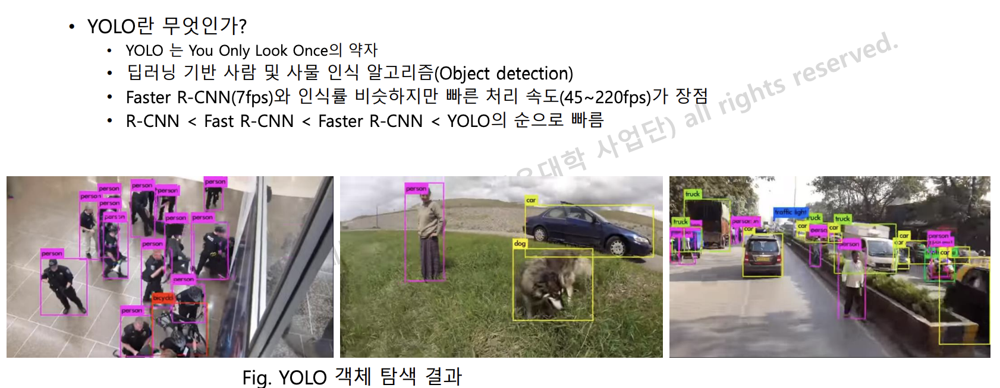 • YOLO란 무엇인가?
• YOLO 는 You Only Look Once의 약자
• 딥러닝 기반 사람 및 사물 인식 알고리즘(Object detection)
• Faster R-CNN(7fps)와 인식률 비슷하지만 빠른 처리 속도(45~220fps)가 장점
• R-CNN < Fast R-CNN < Faster R-CNN < YOLO의 순으로 빠름
대학 사업단) all rights reserved.
person
person
person
person
person
person
person
person
person
person
person
person
bicycle
person
person
car
dog
truck
traffic light
truck
truck
truck
person
car
car
person
car
person
car
car
person
car
Fig. YOLO 객체 탐색 결과